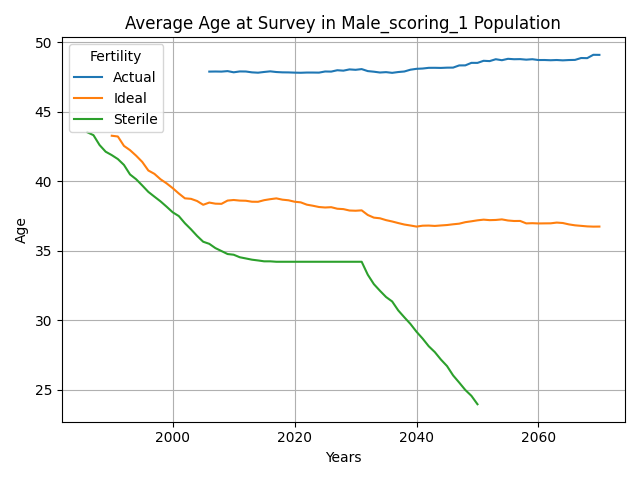 Average Age at Survey in Male_scoring_1 Population
Fertility
Actual
Ideal
Sterile
Age
50
45
40
35
30
25
2000 2020 2040 2060
Years